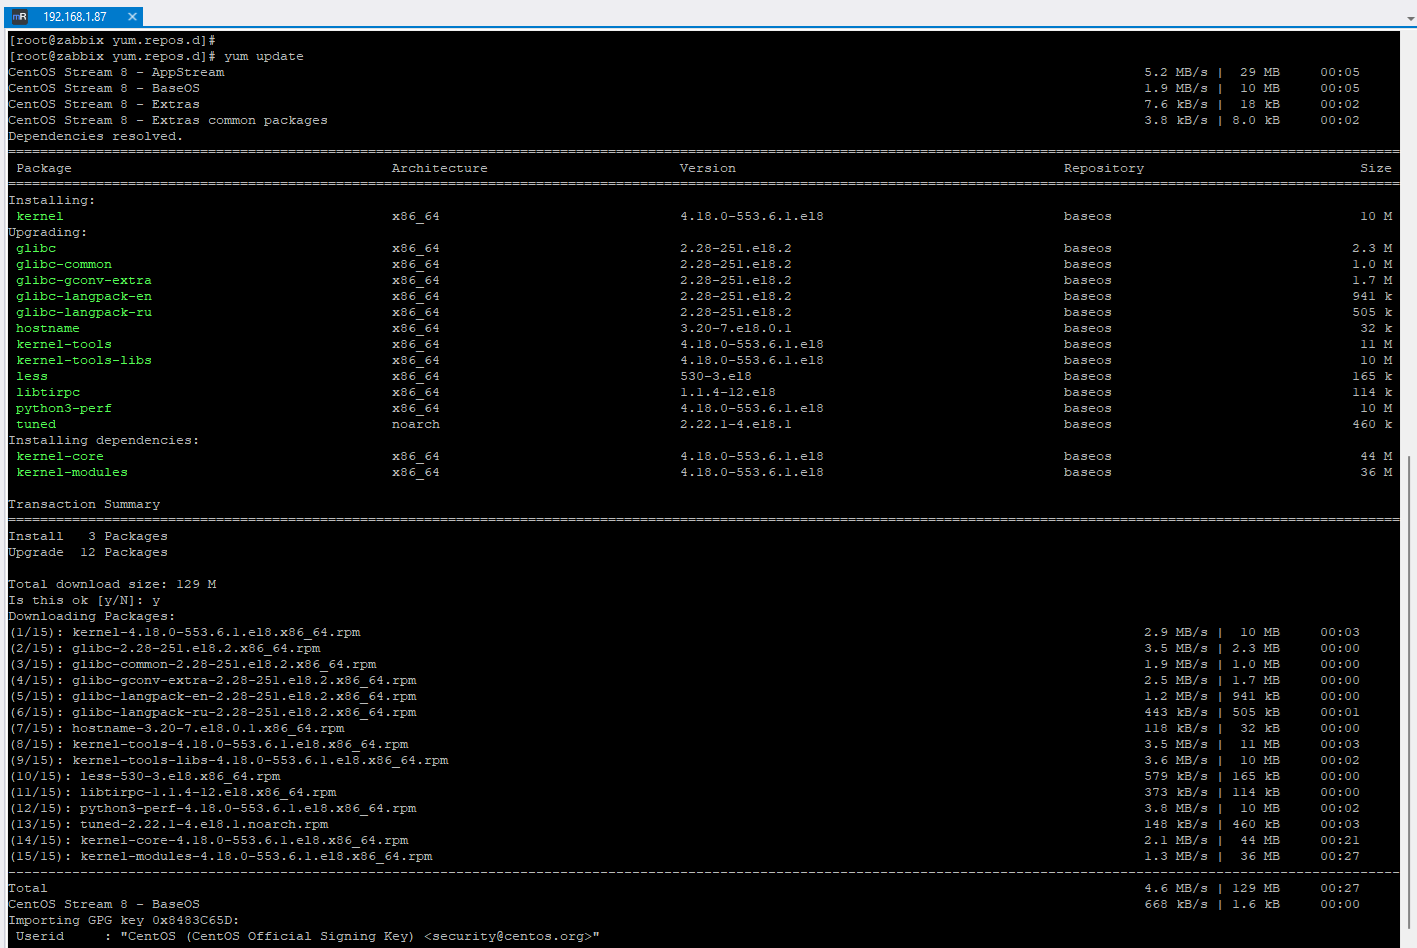 mR 192.168.1.87 ×
[root@zabbix yum.repos.d]#
[root@zabbix yum.repos.d]# yum update
CentOS Stream 8 - AppStream 5.2 MB/s | 29 MB 00:05
CentOS Stream 8 - BaseOS 1.9 MB/s | 10 MB 00:05
CentOS Stream 8 - Extras 7.6 kB/s | 18 kB 00:02
CentOS Stream 8 - Extras common packages 3.8 kB/s | 8.0 kB 00:02
Dependencies resolved.
Package Architecture Version Repository Size
Installing:
kernel x86_64 4.18.0-553.6.1.el8 baseos 10 M
Upgrading:
glibc x86_64 2.28-251.el8.2 baseos 2.3 M
glibc-common x86_64 2.28-251.el8.2 baseos 1.0 M
glibc-gconv-extra x86_64 2.28-251.el8.2 baseos 1.7 M
glibc-langpack-en x86_64 2.28-251.el8.2 baseos 941 k
glibc-langpack-ru x86_64 2.28-251.el8.2 baseos 505 k
hostname x86_64 3.20-7.el8.0.1 baseos 32 k
kernel-tools x86_64 4.18.0-553.6.1.el8 baseos 11 M
kernel-tools-libs x86_64 4.18.0-553.6.1.el8 baseos 10 M
less x86_64 530-3.el8 baseos 165 k
libtirpc x86_64 1.1.4-12.el8 baseos 114 k
python3-perf x86_64 4.18.0-553.6.1.el8 baseos 10 M
tuned noarch 2.22.1-4.el8.1 baseos 460 k
Installing dependencies:
kernel-core x86_64 4.18.0-553.6.1.el8 baseos 44 M
kernel-modules x86_64 4.18.0-553.6.1.el8 baseos 36 M
Transaction Summary
Install 3 Packages
Upgrade 12 Packages
Total download size: 129 M
Is this ok [y/N]: y
Downloading Packages:
(1/15): kernel-4.18.0-553.6.1.el8.x86_64.rpm 2.9 MB/s | 10 MB 00:03
(2/15): glibc-2.28-251.el8.2.x86_64.rpm 3.5 MB/s | 2.3 MB 00:00
(3/15): glibc-common-2.28-251.el8.2.x86_64.rpm 1.9 MB/s | 1.0 MB 00:00
(4/15): glibc-gconv-extra-2.28-251.el8.2.x86_64.rpm 2.5 MB/s | 1.7 MB 00:00
(5/15): glibc-langpack-en-2.28-251.el8.2.x86_64.rpm 1.2 MB/s | 941 kB 00:00
(6/15): glibc-langpack-ru-2.28-251.el8.2.x86_64.rpm 443 kB/s | 505 kB 00:01
(7/15): hostname-3.20-7.el8.0.1.x86_64.rpm 118 kB/s | 32 kB 00:00
(8/15): kernel-tools-4.18.0-553.6.1.el8.x86_64.rpm 3.5 MB/s | 11 MB 00:03
(9/15): kernel-tools-libs-4.18.0-553.6.1.el8.x86_64.rpm 3.6 MB/s | 10 MB 00:02
(10/15): less-530-3.el8.x86_64.rpm 579 kB/s | 165 kB 00:00
(11/15): libtirpc-1.1.4-12.el8.x86_64.rpm 373 kB/s | 114 kB 00:00
(12/15): python3-perf-4.18.0-553.6.1.el8.x86_64.rpm 3.8 MB/s | 10 MB 00:02
(13/15): tuned-2.22.1-4.el8.1.noarch.rpm 148 kB/s | 460 kB 00:03
(14/15): kernel-core-4.18.0-553.6.1.el8.x86_64.rpm 2.1 MB/s | 44 MB 00:21
(15/15): kernel-modules-4.18.0-553.6.1.el8.x86_64.rpm 1.3 MB/s | 36 MB 00:27
Total 4.6 MB/s | 129 MB 00:27
CentOS Stream 8 - BaseOS 668 kB/s | 1.6 kB 00:00
Importing GPG key 0x8483C65D:
Userid : "CentOS (CentOS Official Signing Key) <security@centos.org>"